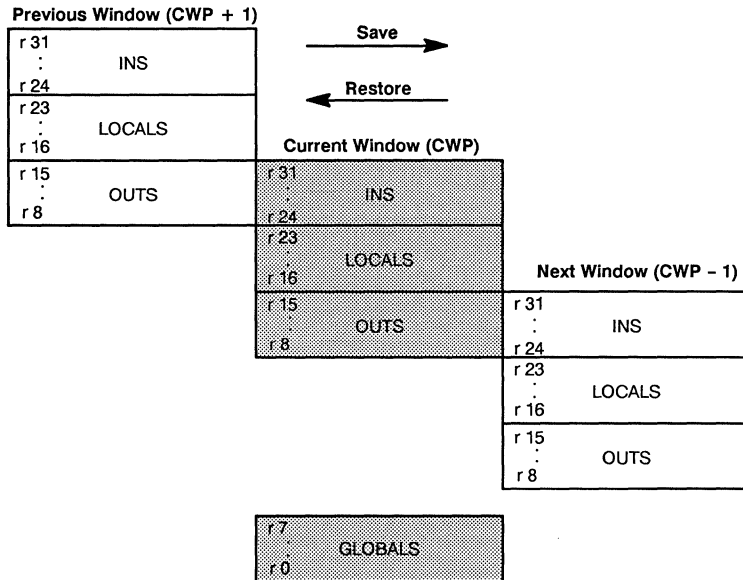 Previous Window (CWP + 1)
r 31
:
r 24
INS
r 23
:
r 16
LOCALS
r 15
:
r 8
OUTS
Save
Restore
Current Window (CWP)
r 31
:
r 24
INS
r 23
:
r 16
LOCALS
r 15
:
r 8
OUTS
Next Window (CWP – 1)
r 31
:
r 24
INS
r 23
:
r 16
LOCALS
r 15
:
r 8
OUTS
r 7
:
r 0
GLOBALS